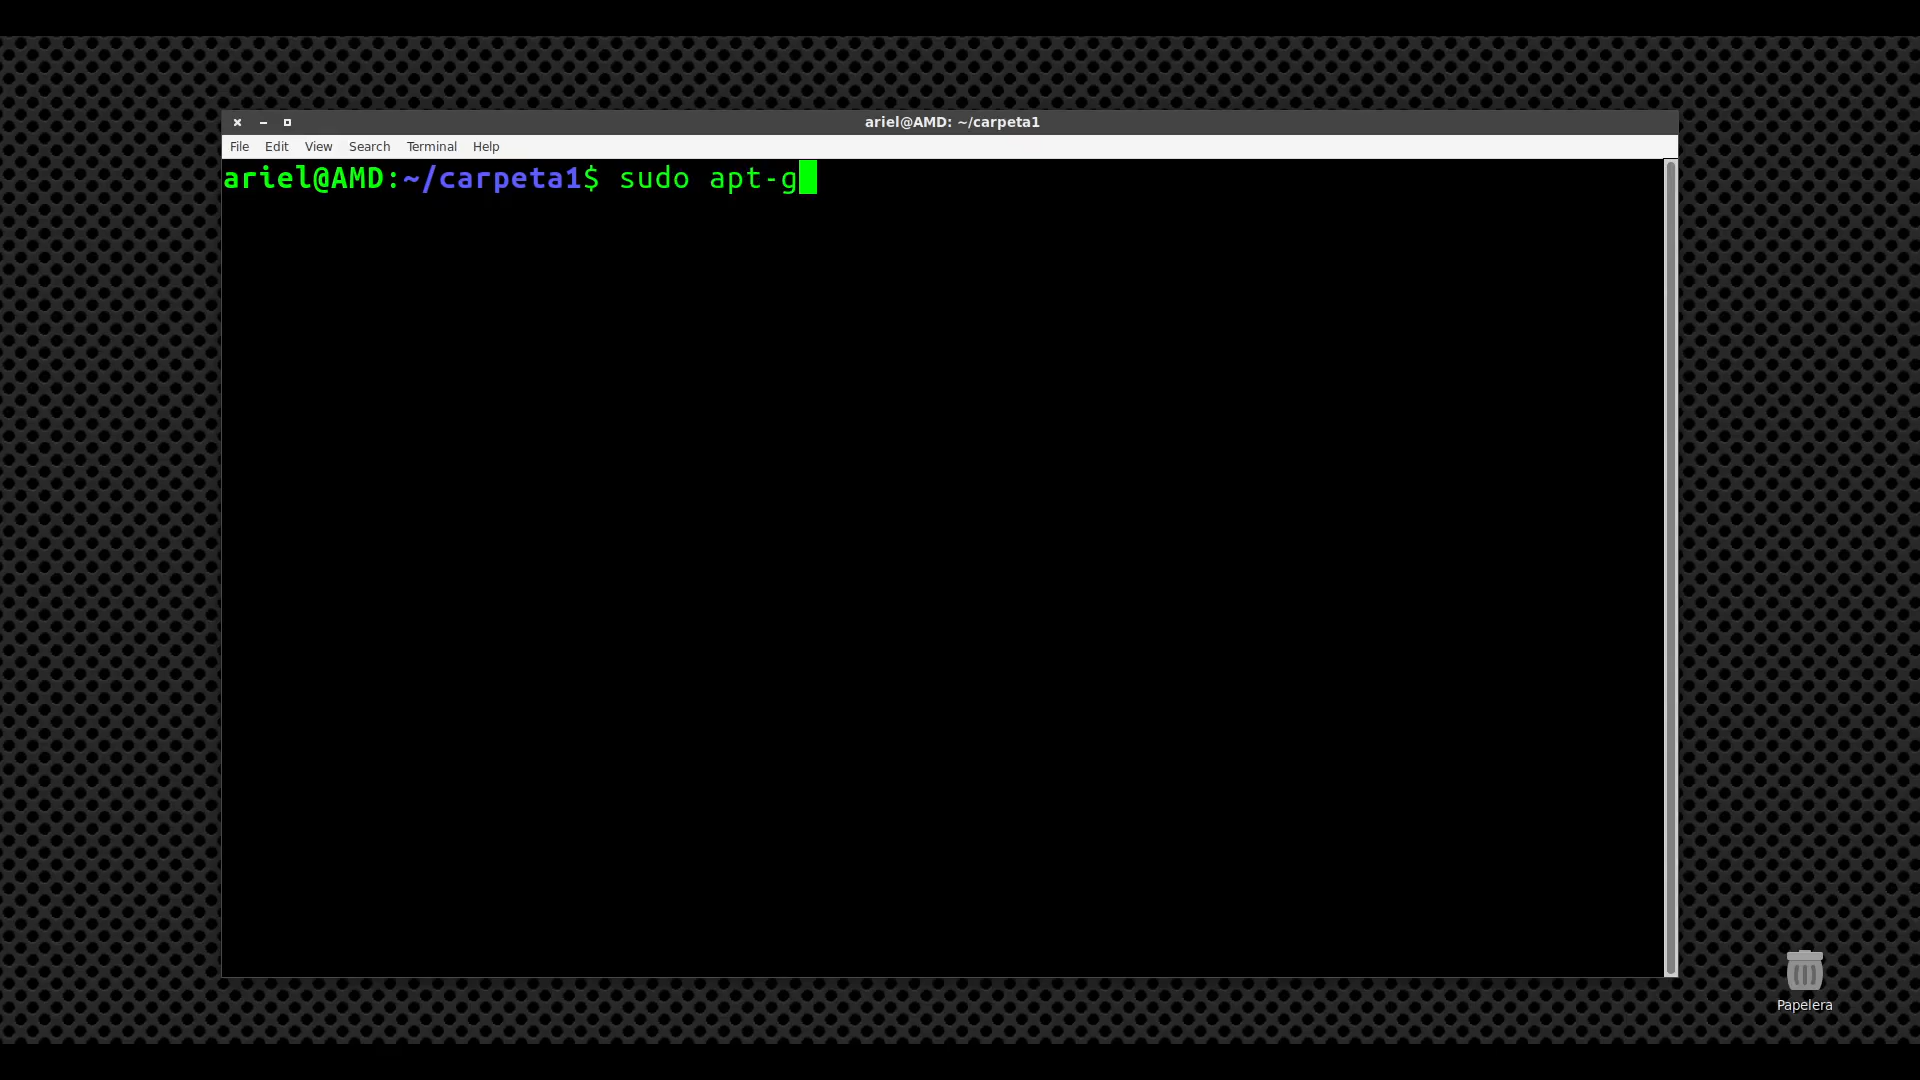 ariel@AMD: ~/carpeta1
File Edit View Search Terminal Help
ariel@AMD:~/carpeta1$ sudo apt-g
Papelera